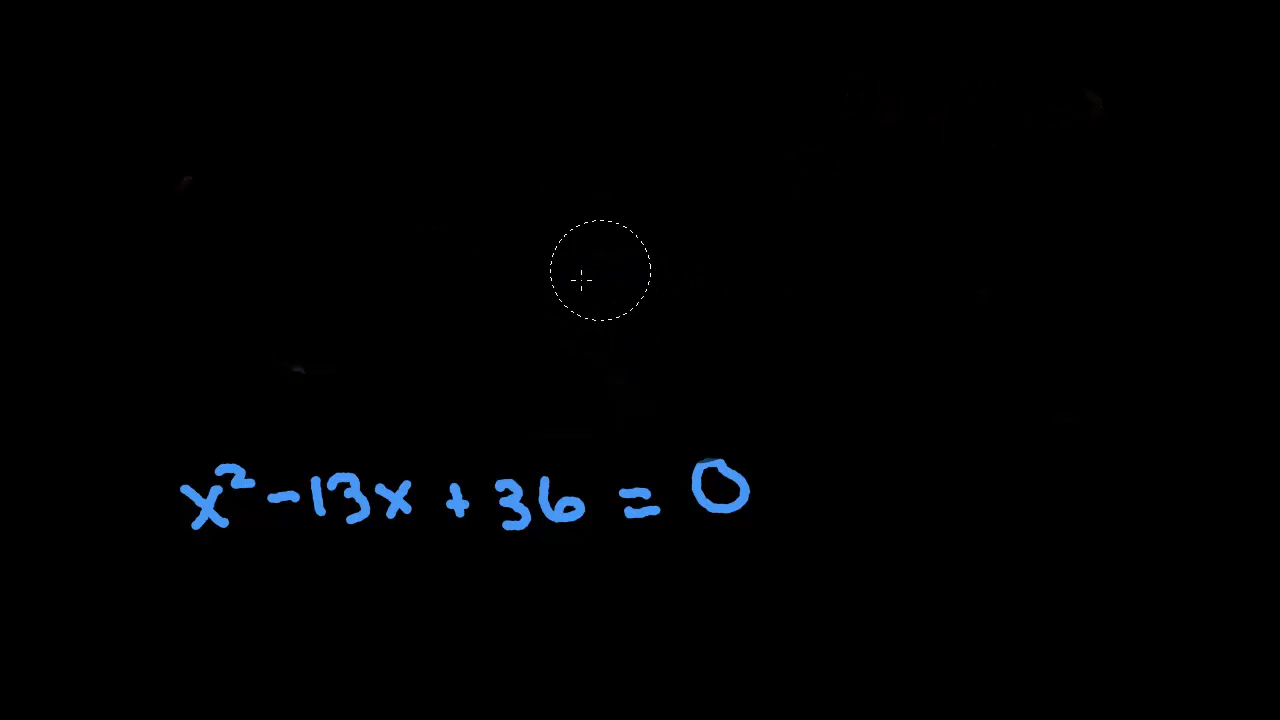 x² - 13x + 36 = 0